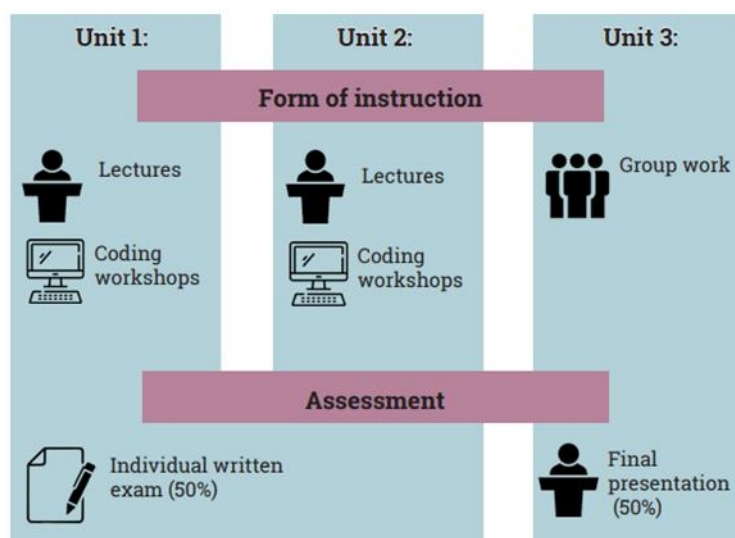 Unit 1:
Unit 2:
Unit 3:
Form of instruction
Lectures
Lectures
Group work
Coding
workshops
Coding
workshops
Assessment
Individual written
exam (50%)
Final
presentation
(50%)